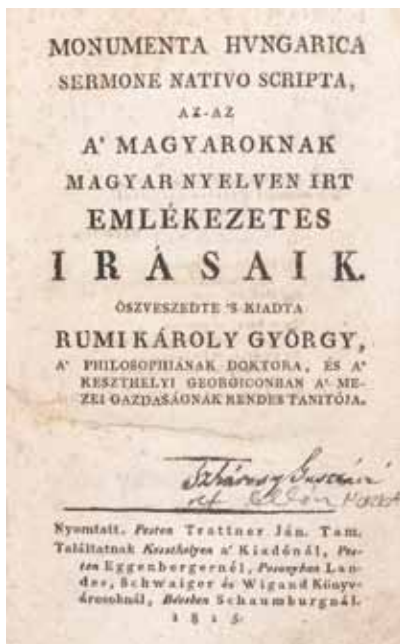 MONUMENTA HVNGARICA
SERMONE NATIVO SCRIPTA,
AZ-AZ
A' MAGYAROKNAK
MAGYAR NYELVEN IRT
EMLÉKEZETES
IRÁSAIK.
ÖSZVESZEDTE 'S KIADTA
RUMI KÁROLY GYÖRGY,
A' PHILOSOPHIÁNAK DOKTORA, ÉS A'
KESZTHELYI GEORGICONBAN A' ME-
ZEI GAZDASÁGNAK RENDES TANITÓJA.
Nyomtatt. Pesten Trattner Ján. Tam.
Találtatnak Keszthelyen a' Kiadónál, Pes-
ten Eggenbergernél, Posonyban Lan-
des, Schwaiger és Wigand Könyv-
árosoknál, Bécsben Schaumburgnál.
1815.